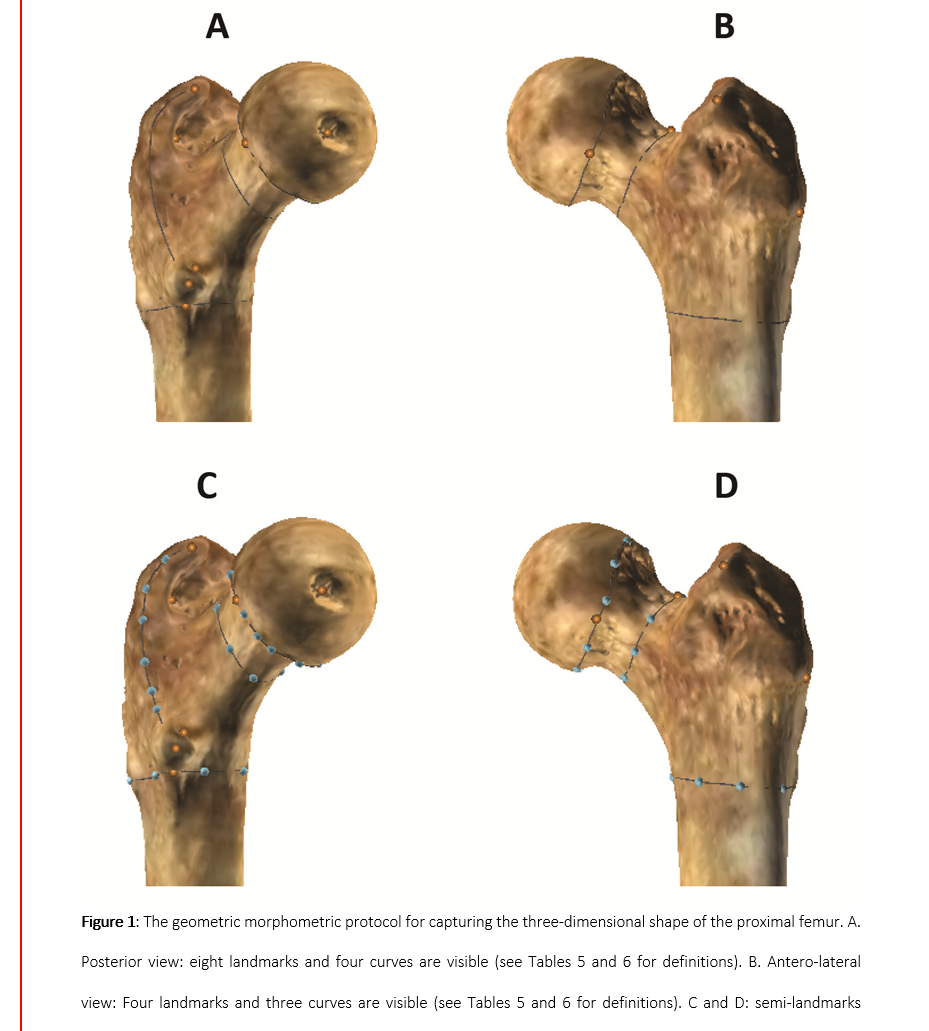 A
B
C
D
Figure 1: The geometric morphometric protocol for capturing the three-dimensional shape of the proximal femur. A.
Posterior view: eight landmarks and four curves are visible (see Tables 5 and 6 for definitions). B. Antero-lateral
view: Four landmarks and three curves are visible (see Tables 5 and 6 for definitions). C and D: semi-landmarks